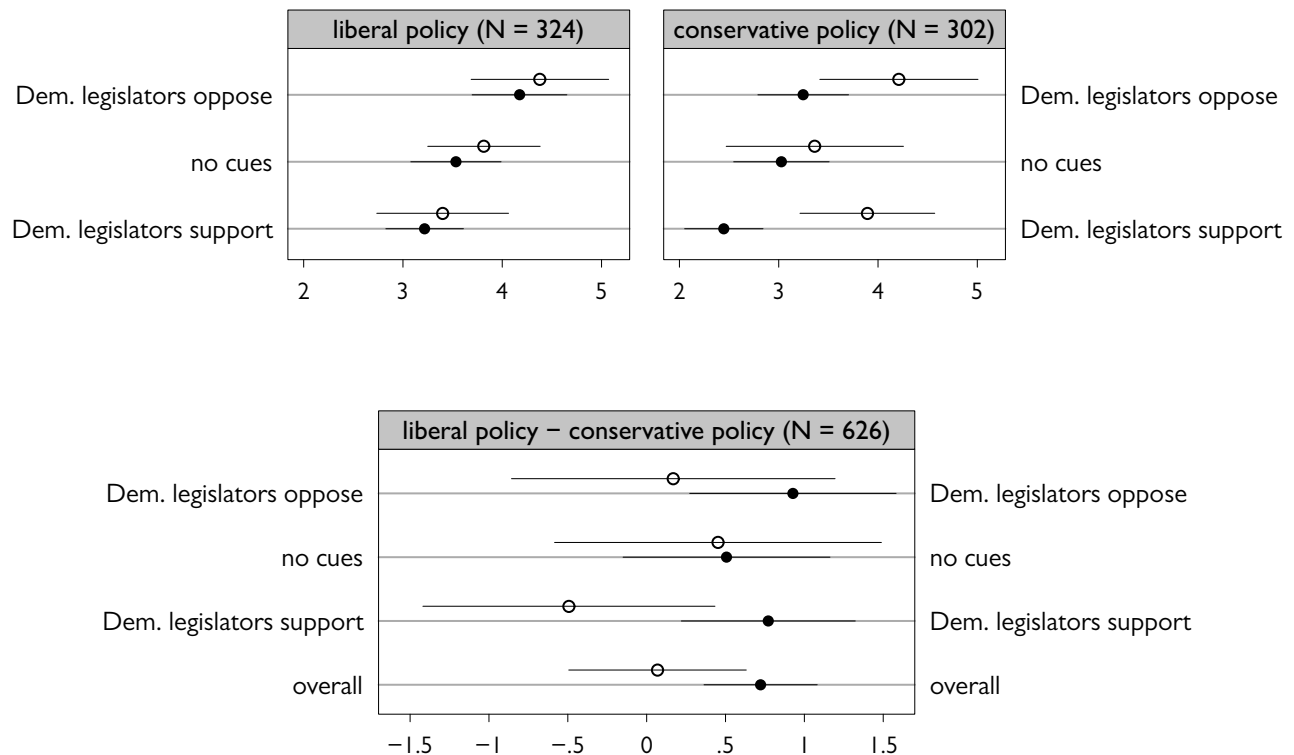 liberal policy (N = 324)
conservative policy (N = 302)
Dem. legislators oppose
Dem. legislators oppose
no cues
no cues
Dem. legislators support
Dem. legislators support
2 3 4 5
2 3 4 5
liberal policy − conservative policy (N = 626)
Dem. legislators oppose
Dem. legislators oppose
no cues
no cues
Dem. legislators support
Dem. legislators support
overall
overall
−1.5 −1 −.5 0 .5 1 1.5